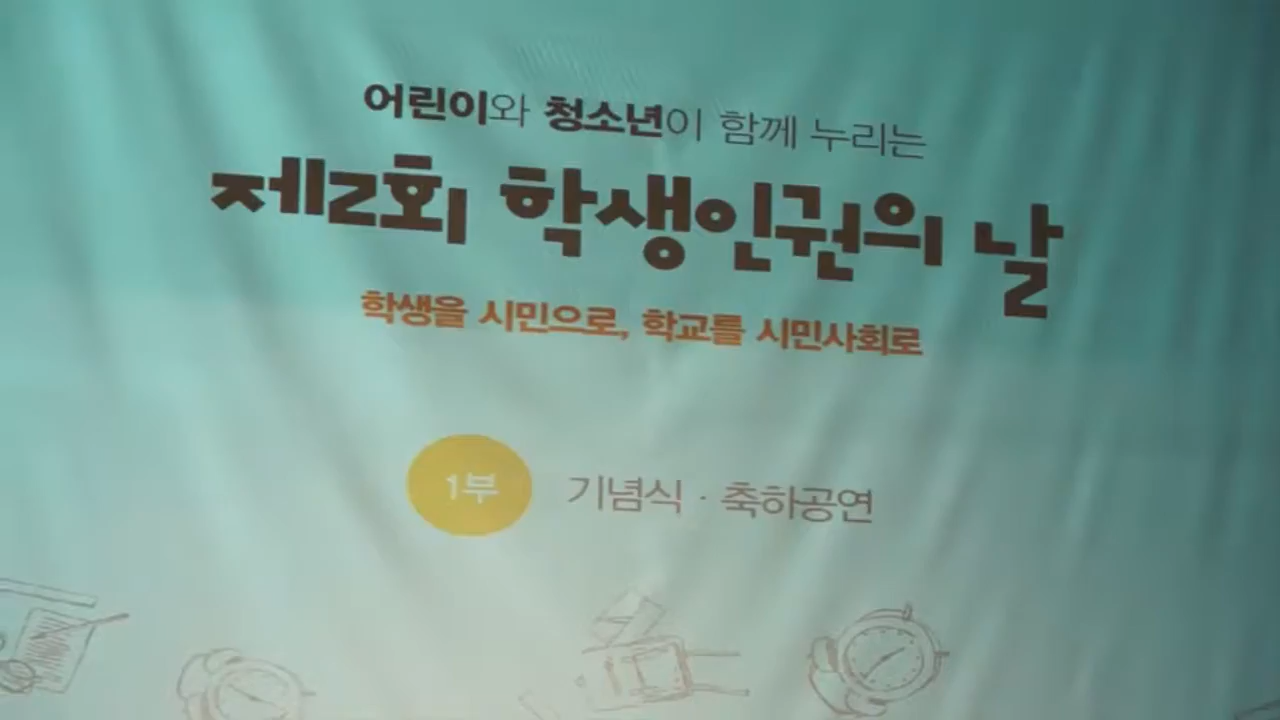 어린이와 청소년이 함께 누리는
제2회 학생인권의 날
학생을 시민으로, 학교를 시민사회로
1부 기념식 · 축하공연